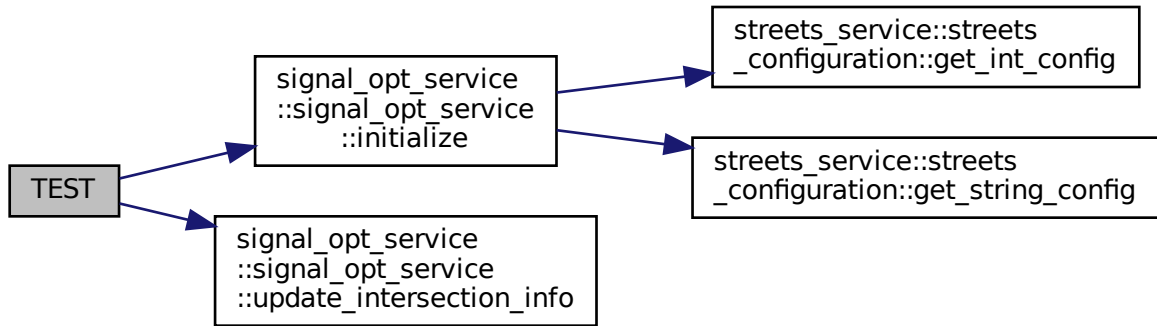 TEST
signal_opt_service
::signal_opt_service
::initialize
streets_service::streets
_configuration::get_int_config
streets_service::streets
_configuration::get_string_config
signal_opt_service
::signal_opt_service
::update_intersection_info